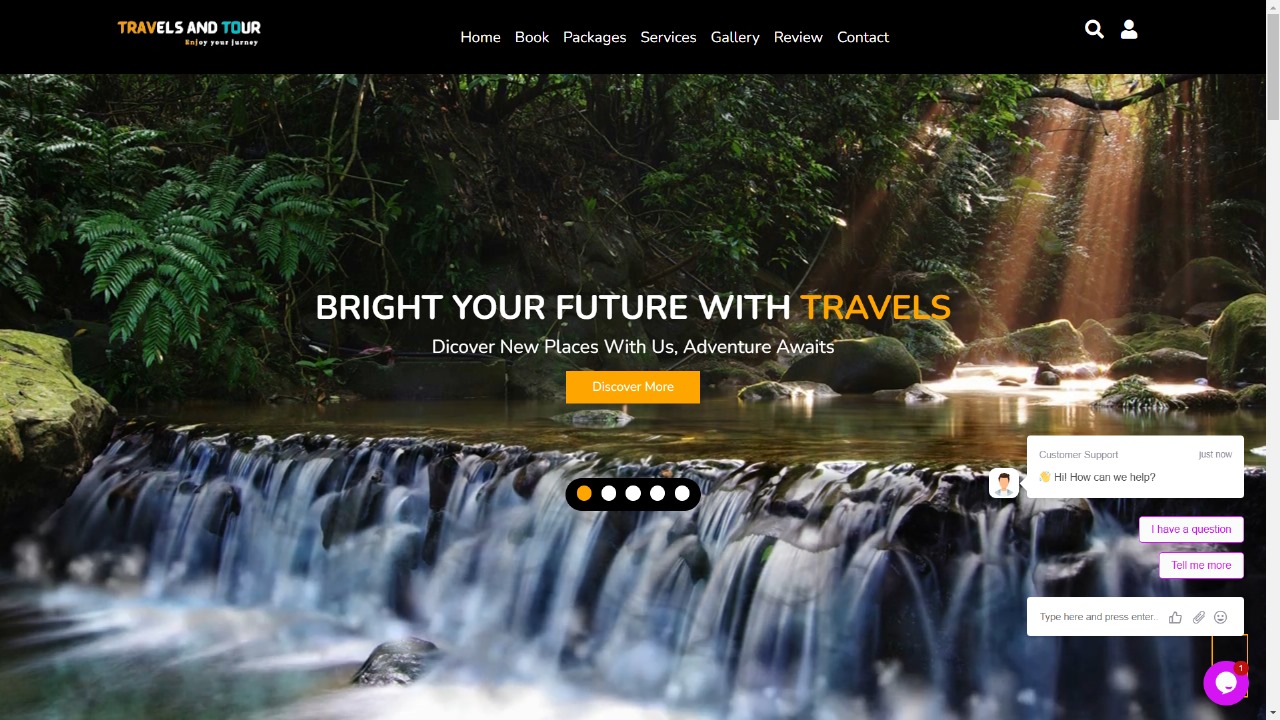 TRAVELS AND TOUR
Enjoy your jurney
Home Book Packages Services Gallery Review Contact
BRIGHT YOUR FUTURE WITH TRAVELS
Dicover New Places With Us, Adventure Awaits
Discover More
Customer Support just now
👋 Hi! How can we help?
I have a question
Tell me more
Type here and press enter..
1